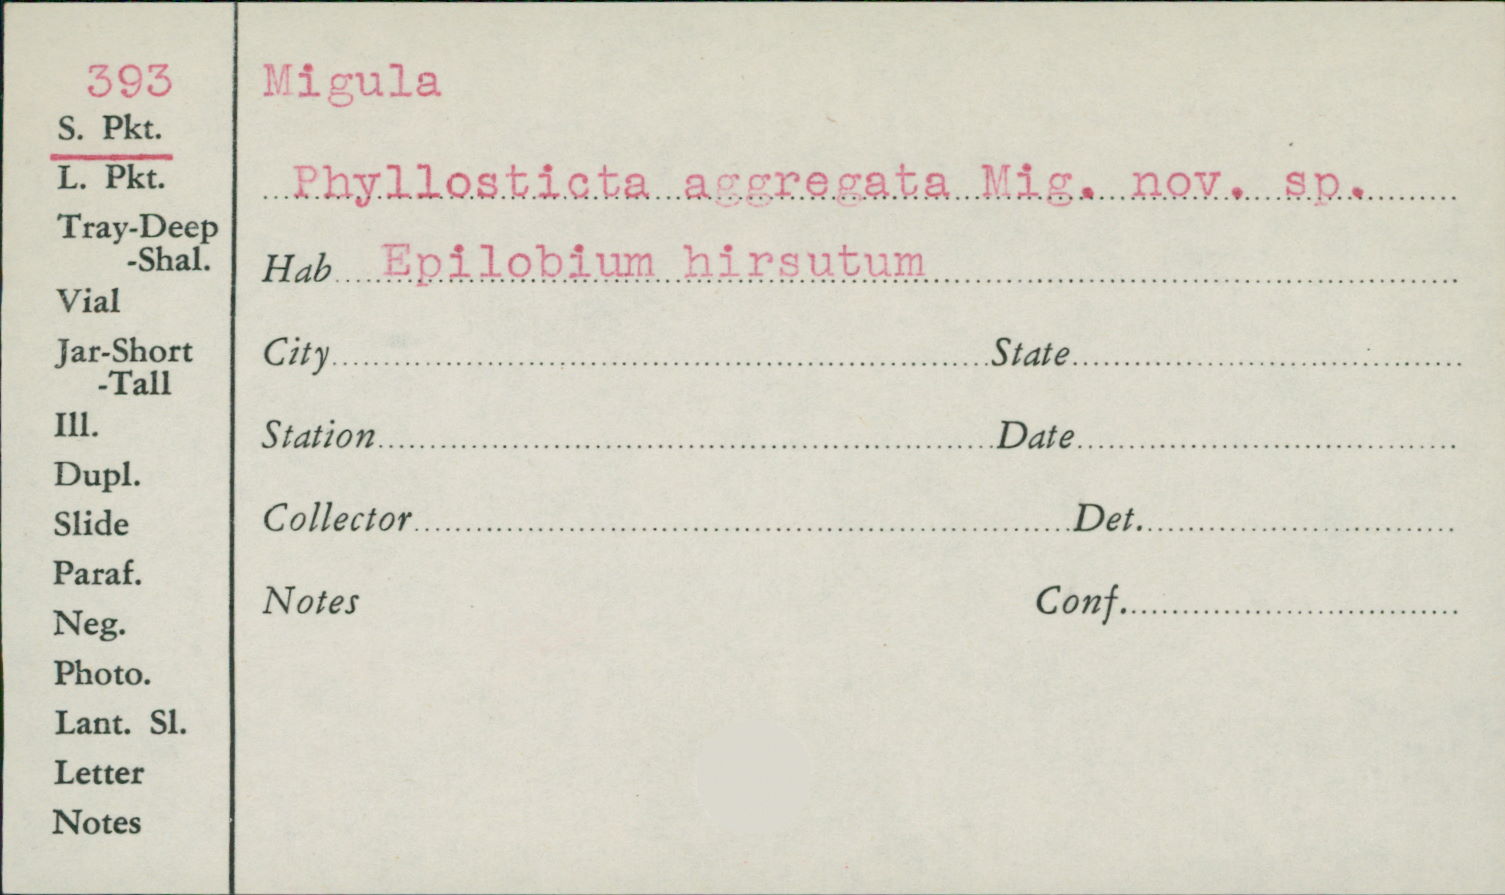 393
S. Pkt.
L. Pkt.
Tray-Deep
-Shal.
Vial
Jar-Short
-Tall
Ill.
Dupl.
Slide
Paraf.
Neg.
Photo.
Lant. Sl.
Letter
Notes
Migula
Phyllosticta aggregata Mig. nov. sp.
Hab Epilobium hirsutum
City State
Station Date
Collector Det.
Notes Conf.